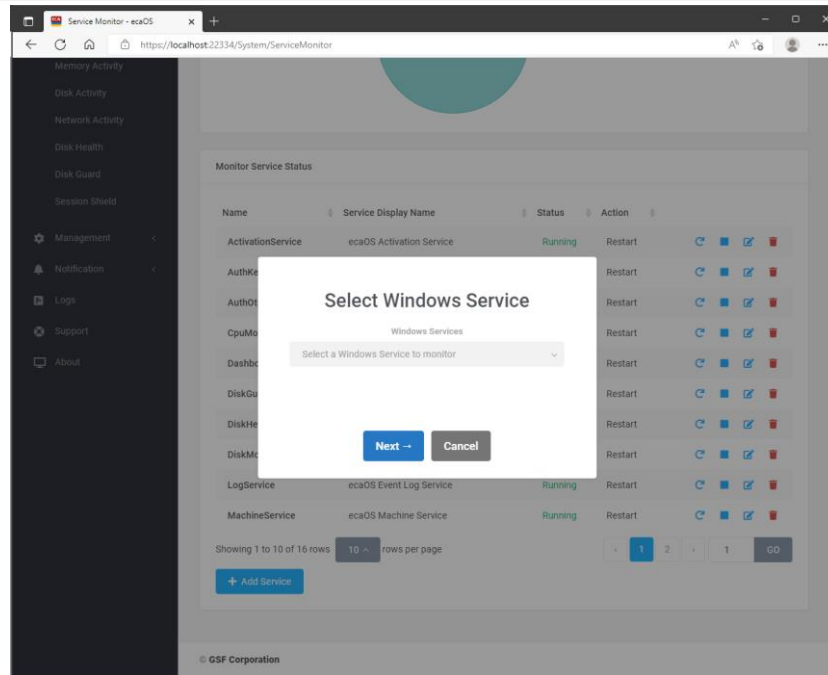 Service Monitor - ecaOS
https://localhost:22334/System/ServiceMonitor
Memory Activity
Disk Activity
Network Activity
Disk Health
Disk Guard
Session Shield
Management
Notification
Logs
Support
About
Monitor Service Status
Name Service Display Name Status Action
ActivationService ecaOS Activation Service Running Restart
AuthKe Restart
AuthOt Restart
CpuMo Restart
Dashbo Restart
DiskGu Restart
DiskHe Restart
DiskMo Restart
LogService ecaOS Event Log Service Running Restart
MachineService ecaOS Machine Service Running Restart
Select Windows Service
Windows Services
Select a Windows Service to monitor
Next → Cancel
Showing 1 to 10 of 16 rows 10 rows per page ‹ 1 2 › 1 GO
+ Add Service
© GSF Corporation